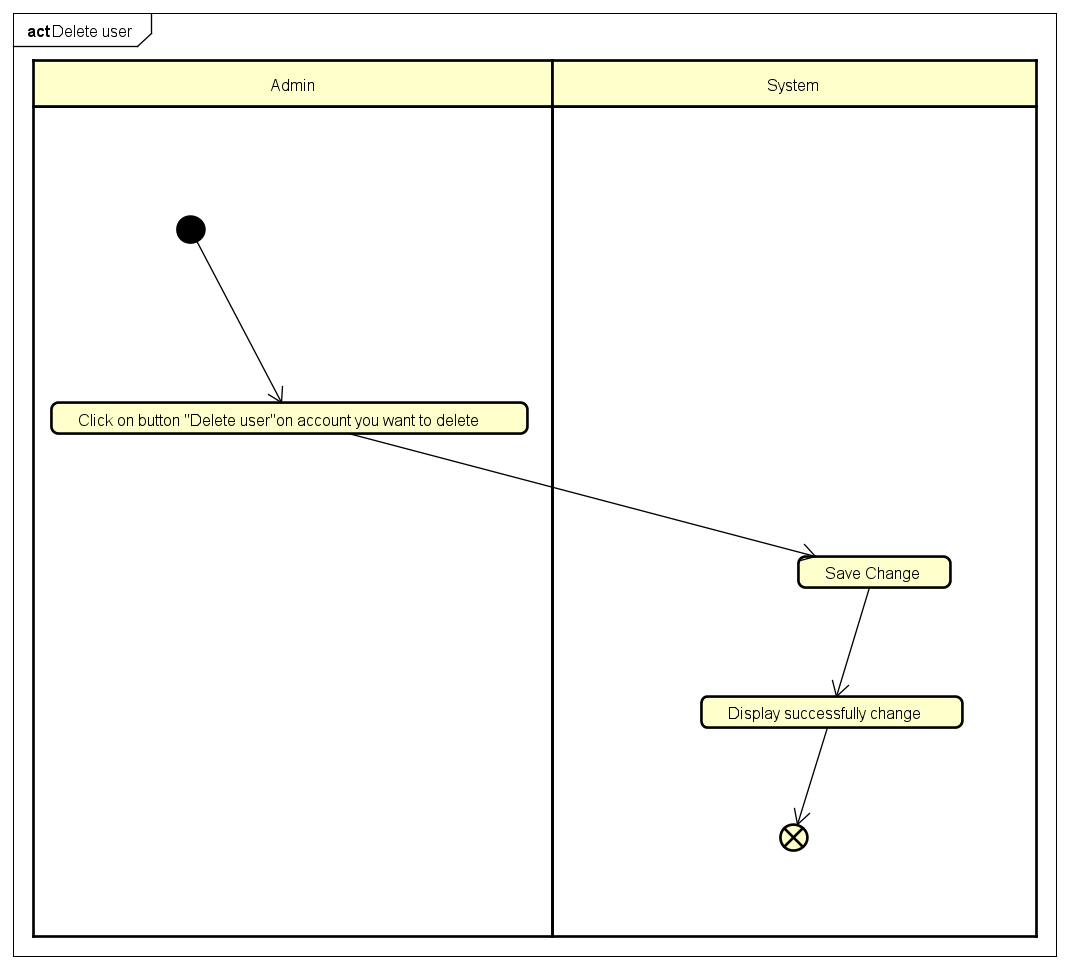 act Delete user
Admin
System
Click on button "Delete user"on account you want to delete
Save Change
Display successfully change